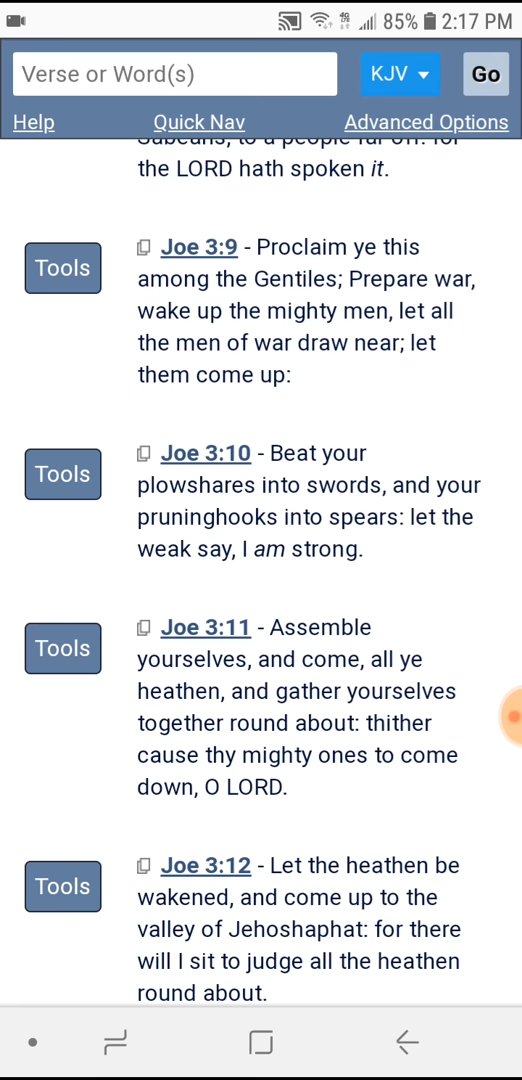 85% 2:17 PM
Verse or Word(s) KJV Go
Help Quick Nav Advanced Options
Sabeans, to a people far off: for
the LORD hath spoken it.
Tools Joe 3:9 - Proclaim ye this
among the Gentiles; Prepare war,
wake up the mighty men, let all
the men of war draw near; let
them come up:
Tools Joe 3:10 - Beat your
plowshares into swords, and your
pruninghooks into spears: let the
weak say, I am strong.
Tools Joe 3:11 - Assemble
yourselves, and come, all ye
heathen, and gather yourselves
together round about: thither
cause thy mighty ones to come
down, O LORD.
Tools Joe 3:12 - Let the heathen be
wakened, and come up to the
valley of Jehoshaphat: for there
will I sit to judge all the heathen
round about.